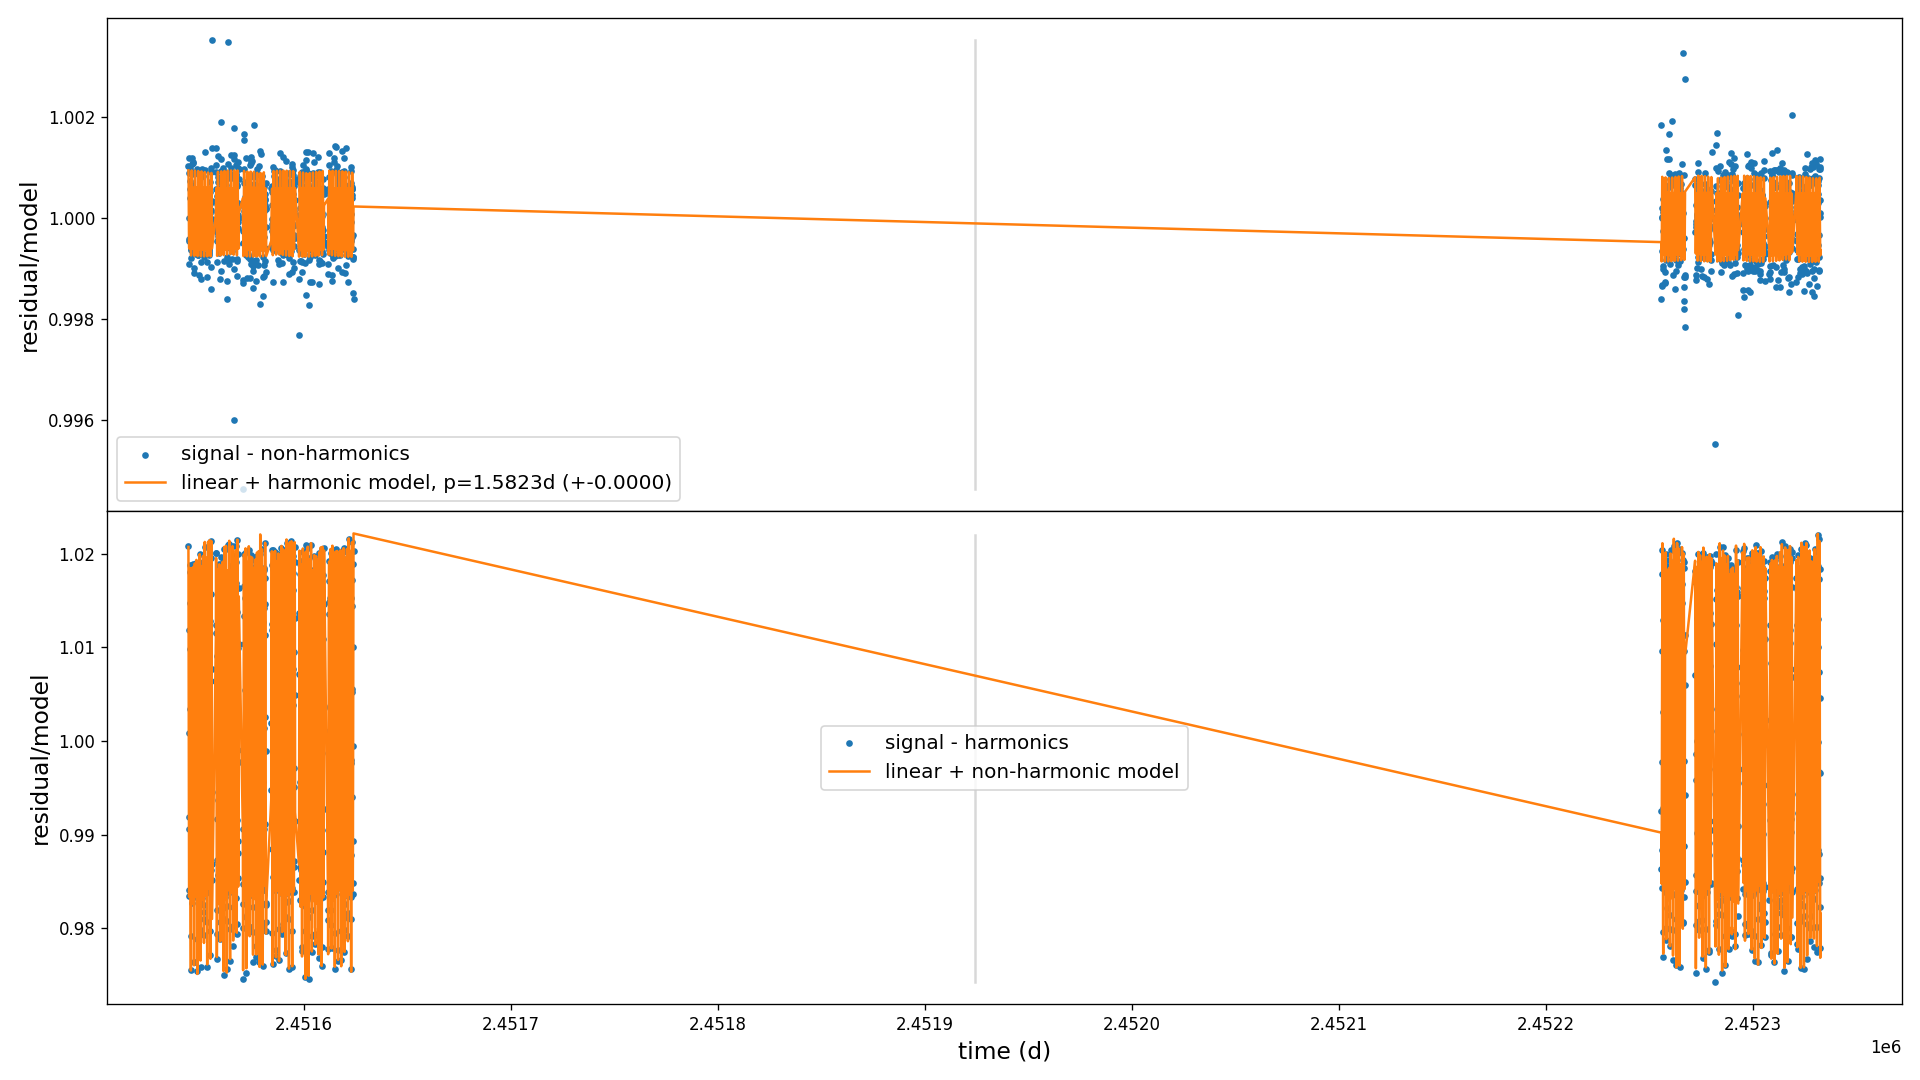 1.002
1.000
0.998
0.996
residual/model
signal - non-harmonics
linear + harmonic model, p=1.5823d (+-0.0000)
1.02
1.01
1.00
0.99
0.98
residual/model
signal - harmonics
linear + non-harmonic model
2.4516 2.4517 2.4518 2.4519 2.4520 2.4521 2.4522 2.4523
time (d)
1e6